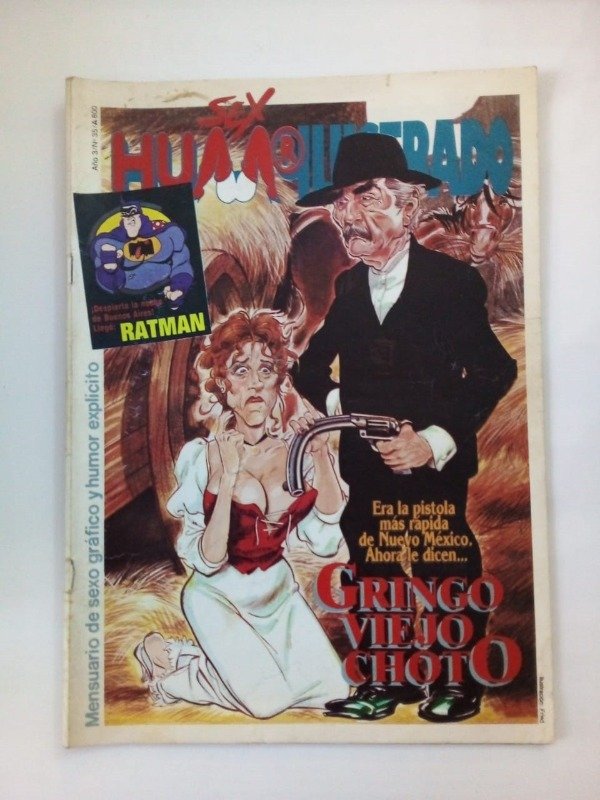 Año 3/Nº 35/A 800
SEX
HUMOR ILUSTRADO
¡Despierta la noche
de Buenos Aires!
Llegó:
RATMAN
Mensuario de sexo gráfico y humor explícito
Era la pistola
más rápida
de Nuevo México.
Ahora le dicen...
GRINGO
VIEJO
CHOTO